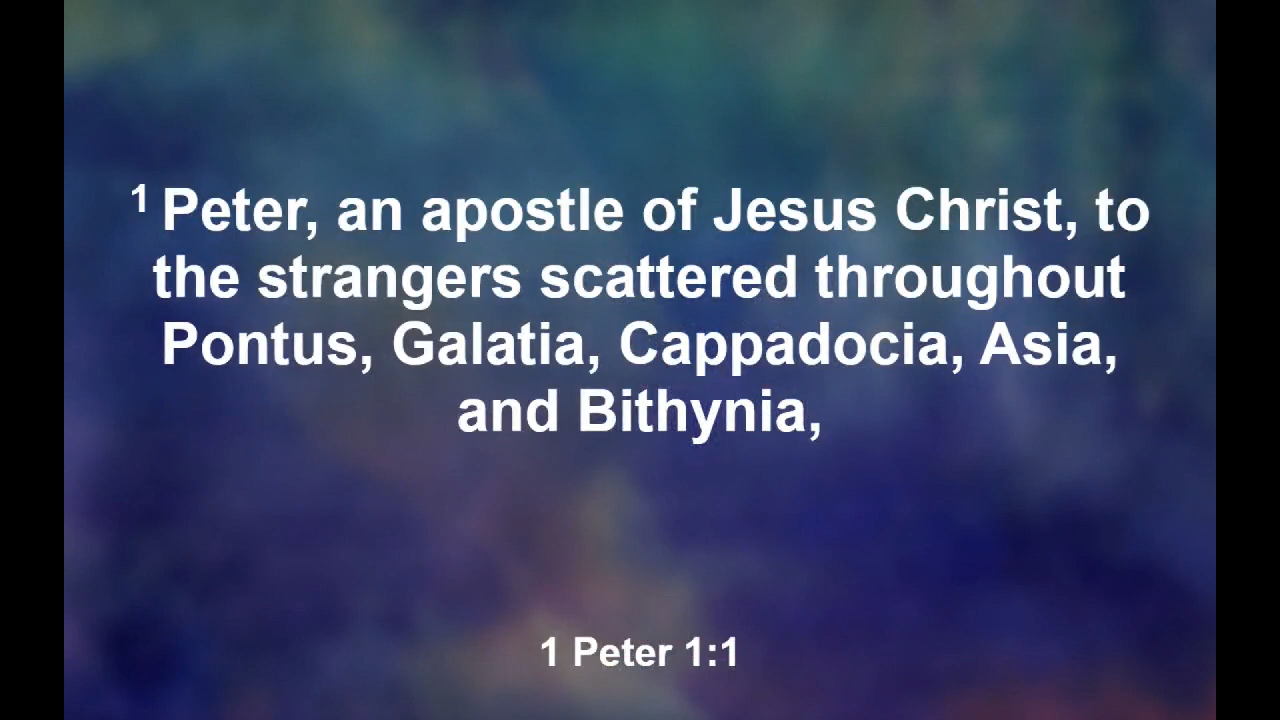 1 Peter, an apostle of Jesus Christ, to
the strangers scattered throughout
Pontus, Galatia, Cappadocia, Asia,
and Bithynia,
1 Peter 1:1